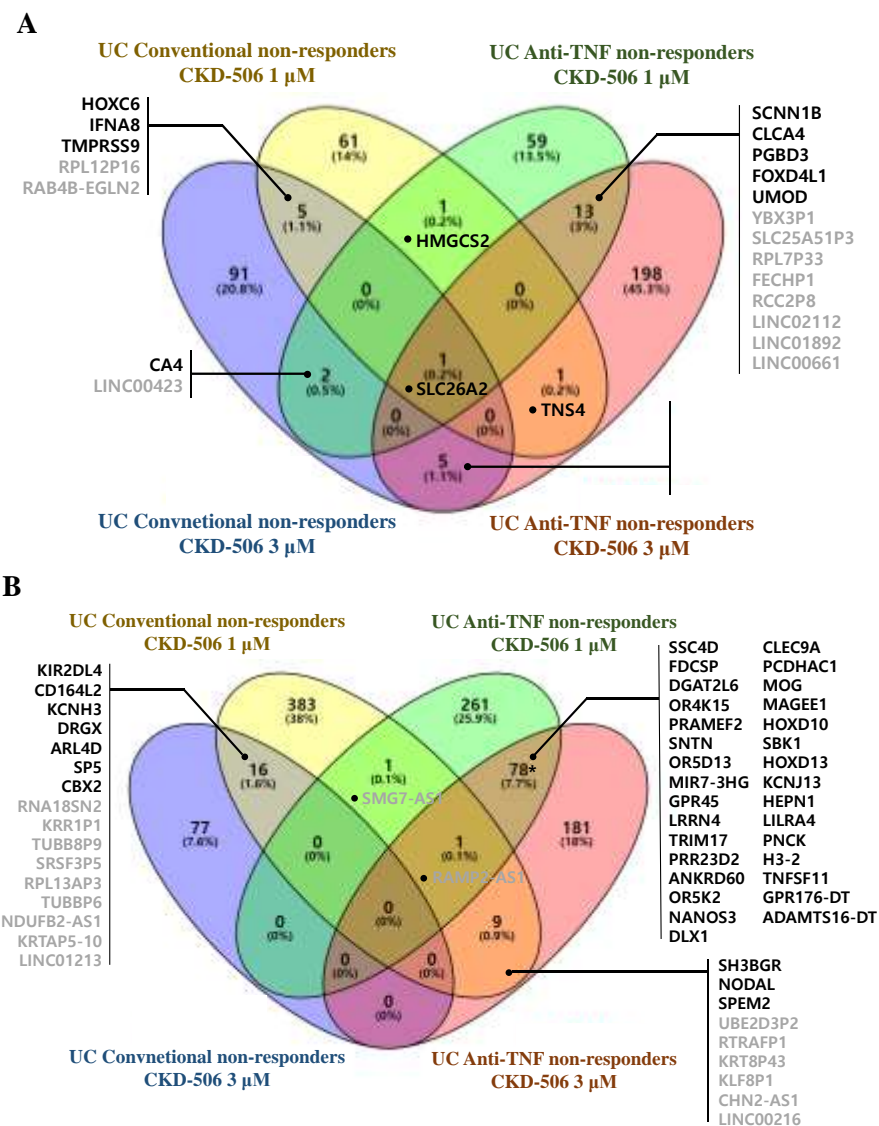 A
UC Conventional non-responders
CKD-506 1 μM
UC Anti-TNF non-responders
CKD-506 1 μM
HOXC6
IFNA8
TMPRSS9
RPL12P16
RAB4B-EGLN2
SCNN1B
CLCA4
PGBD3
FOXD4L1
UMOD
YBX3P1
SLC25A51P3
RPL7P33
FECHP1
RCC2P8
LINC02112
LINC01892
LINC00661
61
(14%)
59
(13.5%)
5
(1.1%)
1
(0.2%)
HMGCS2
13
(3%)
91
(20.8%)
0
(0%)
0
(0%)
198
(45.3%)
CA4
LINC00423
2
(0.5%)
1
(0.2%)
SLC26A2
1
(0.2%)
TNS4
0
(0%)
0
(0%)
5
(1.1%)
UC Convnetional non-responders
CKD-506 3 μM
UC Anti-TNF non-responders
CKD-506 3 μM
B
UC Conventional non-responders
CKD-506 1 μM
UC Anti-TNF non-responders
CKD-506 1 μM
KIR2DL4
CD164L2
KCNH3
DRGX
ARL4D
SP5
CBX2
RNA18SN2
KRR1P1
TUBB8P9
SRSF3P5
RPL13AP3
TUBBP6
NDUFB2-AS1
KRTAP5-10
LINC01213
SSC4D CLEC9A
FDCSP PCDHAC1
DGAT2L6 MOG
OR4K15 MAGEE1
PRAMEF2 HOXD10
SNTN SBK1
OR5D13 HOXD13
MIR7-3HG KCNJ13
GPR45 HEPN1
LRRN4 LILRA4
TRIM17 PNCK
PRR23D2 H3-2
ANKRD60 TNFSF11
OR5K2 GPR176-DT
NANOS3 ADAMTS16-DT
DLX1
383
(38%)
261
(25.9%)
16
(1.6%)
1
(0.1%)
SMG7-AS1
78*
(7.7%)
77
(7.6%)
0
(0%)
1
(0.1%)
RAMP2-AS1
181
(18%)
0
(0%)
0
(0%)
9
(0.9%)
0
(0%)
0
(0%)
0
(0%)
SH3BGR
NODAL
SPEM2
UBE2D3P2
RTRAFP1
KRT8P43
KLF8P1
CHN2-AS1
LINC00216
UC Convnetional non-responders
CKD-506 3 μM
UC Anti-TNF non-responders
CKD-506 3 μM